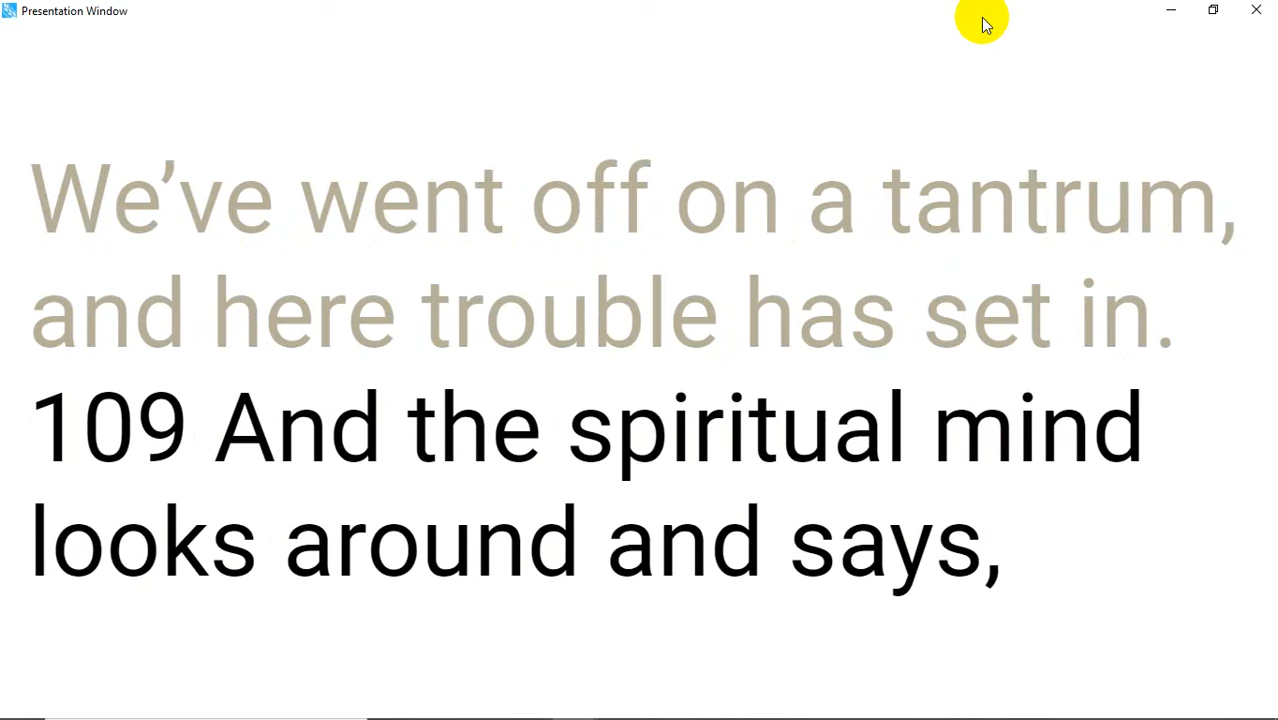 Presentation Window
We’ve went off on a tantrum,
and here trouble has set in.
109 And the spiritual mind
looks around and says,